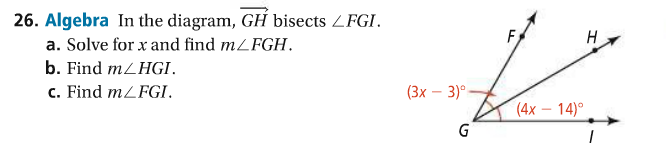 26. Algebra In the diagram, GH bisects ∠FGI.
a. Solve for x and find m∠FGH.
b. Find m∠HGI.
c. Find m∠FGI.
F
H
(3x − 3)°
(4x − 14)°
G
I